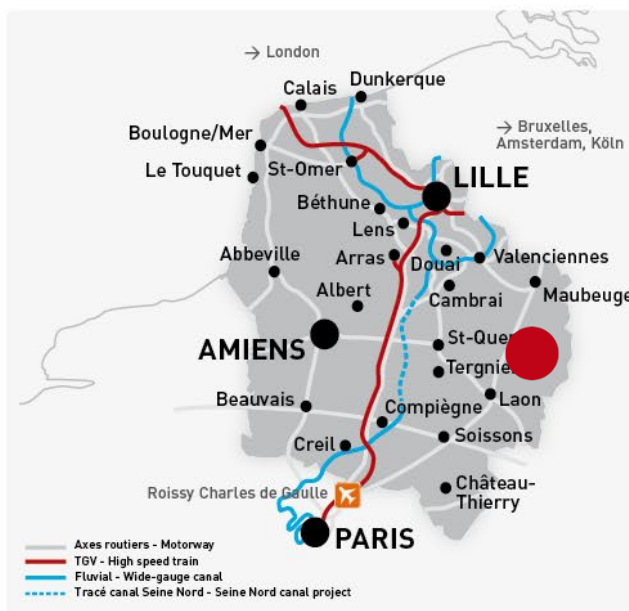 → London
Dunkerque
Calais
Boulogne/Mer
→ Bruxelles,
Amsterdam, Köln
Le Touquet
St-Omer
LILLE
Béthune
Lens
Abbeville
Arras
Douai
Valenciennes
Albert
Cambrai
Maubeuge
AMIENS
Beauvais
Laon
Compiègne
Creil
Soissons
Roissy Charles de Gaulle
Château-
Thierry
PARIS
Axes routiers - Motorway
TGV - High speed train
Fluvial - Wide-gauge canal
Tracé canal Seine Nord - Seine Nord canal project